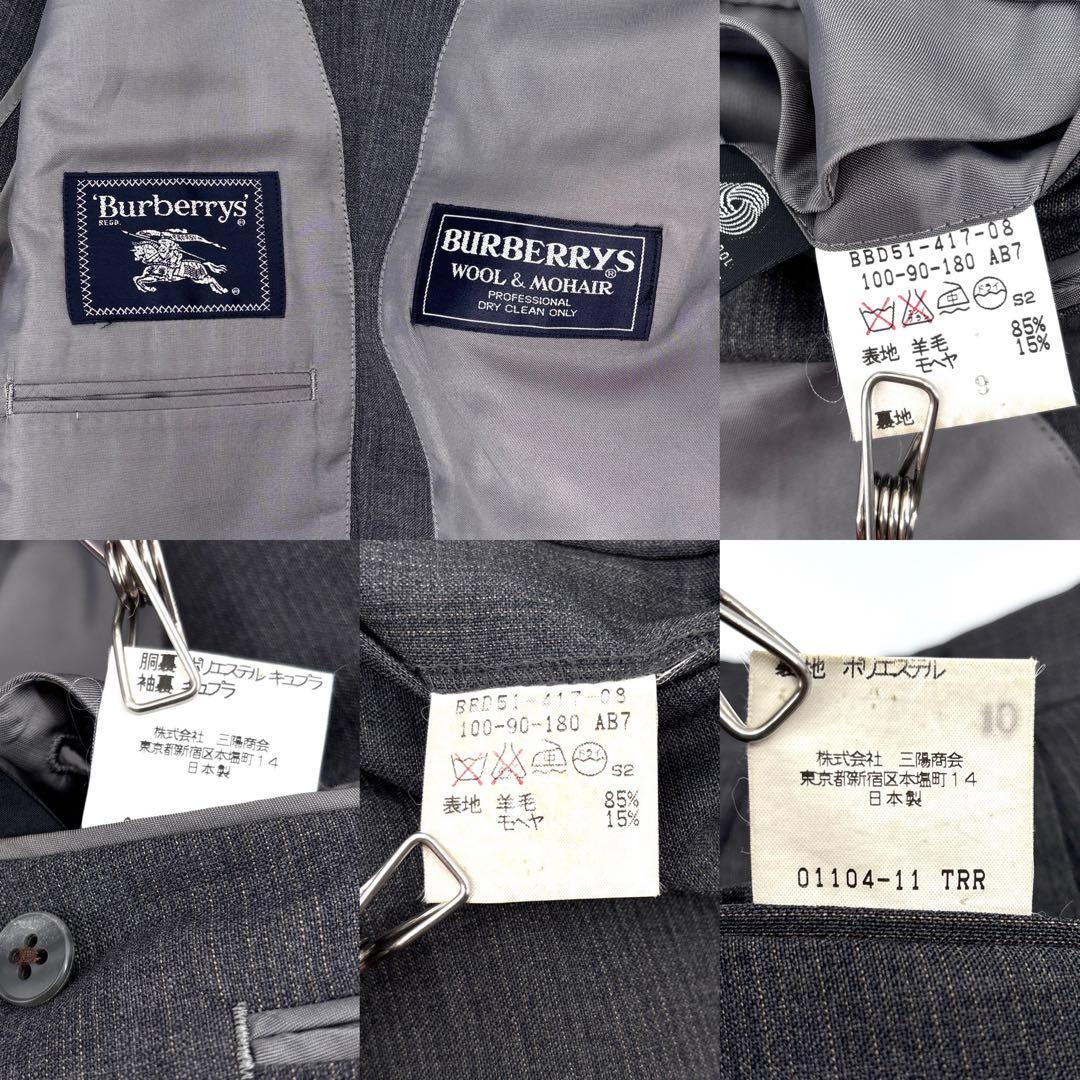 'Burberrys'
REGD. ®
®
BURBERRYS®
WOOL & MOHAIR
PROFESSIONAL
DRY CLEAN ONLY
BBD51-417-08
100-90-180 AB7
S2
表地 羊毛 85%
モヘヤ 15%
9
裏地
胴裏 ポリエステル キュプラ
袖裏 キュプラ
株式会社 三陽商会
東京都新宿区本塩町14
日本製
BBD51-417-08
100-90-180 AB7
S2
表地 羊毛 85%
モヘヤ 15%
裏地 ポリエステル
10
株式会社 三陽商会
東京都新宿区本塩町14
日本製
01104-11 TRR